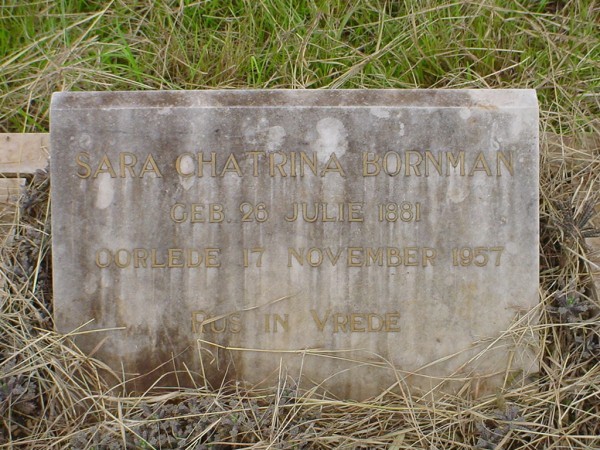 SARA CHATRINA BORNMAN
GEB. 26 JULIE 1881
OORLEDE 17 NOVEMBER 1957
RUS IN VREDE